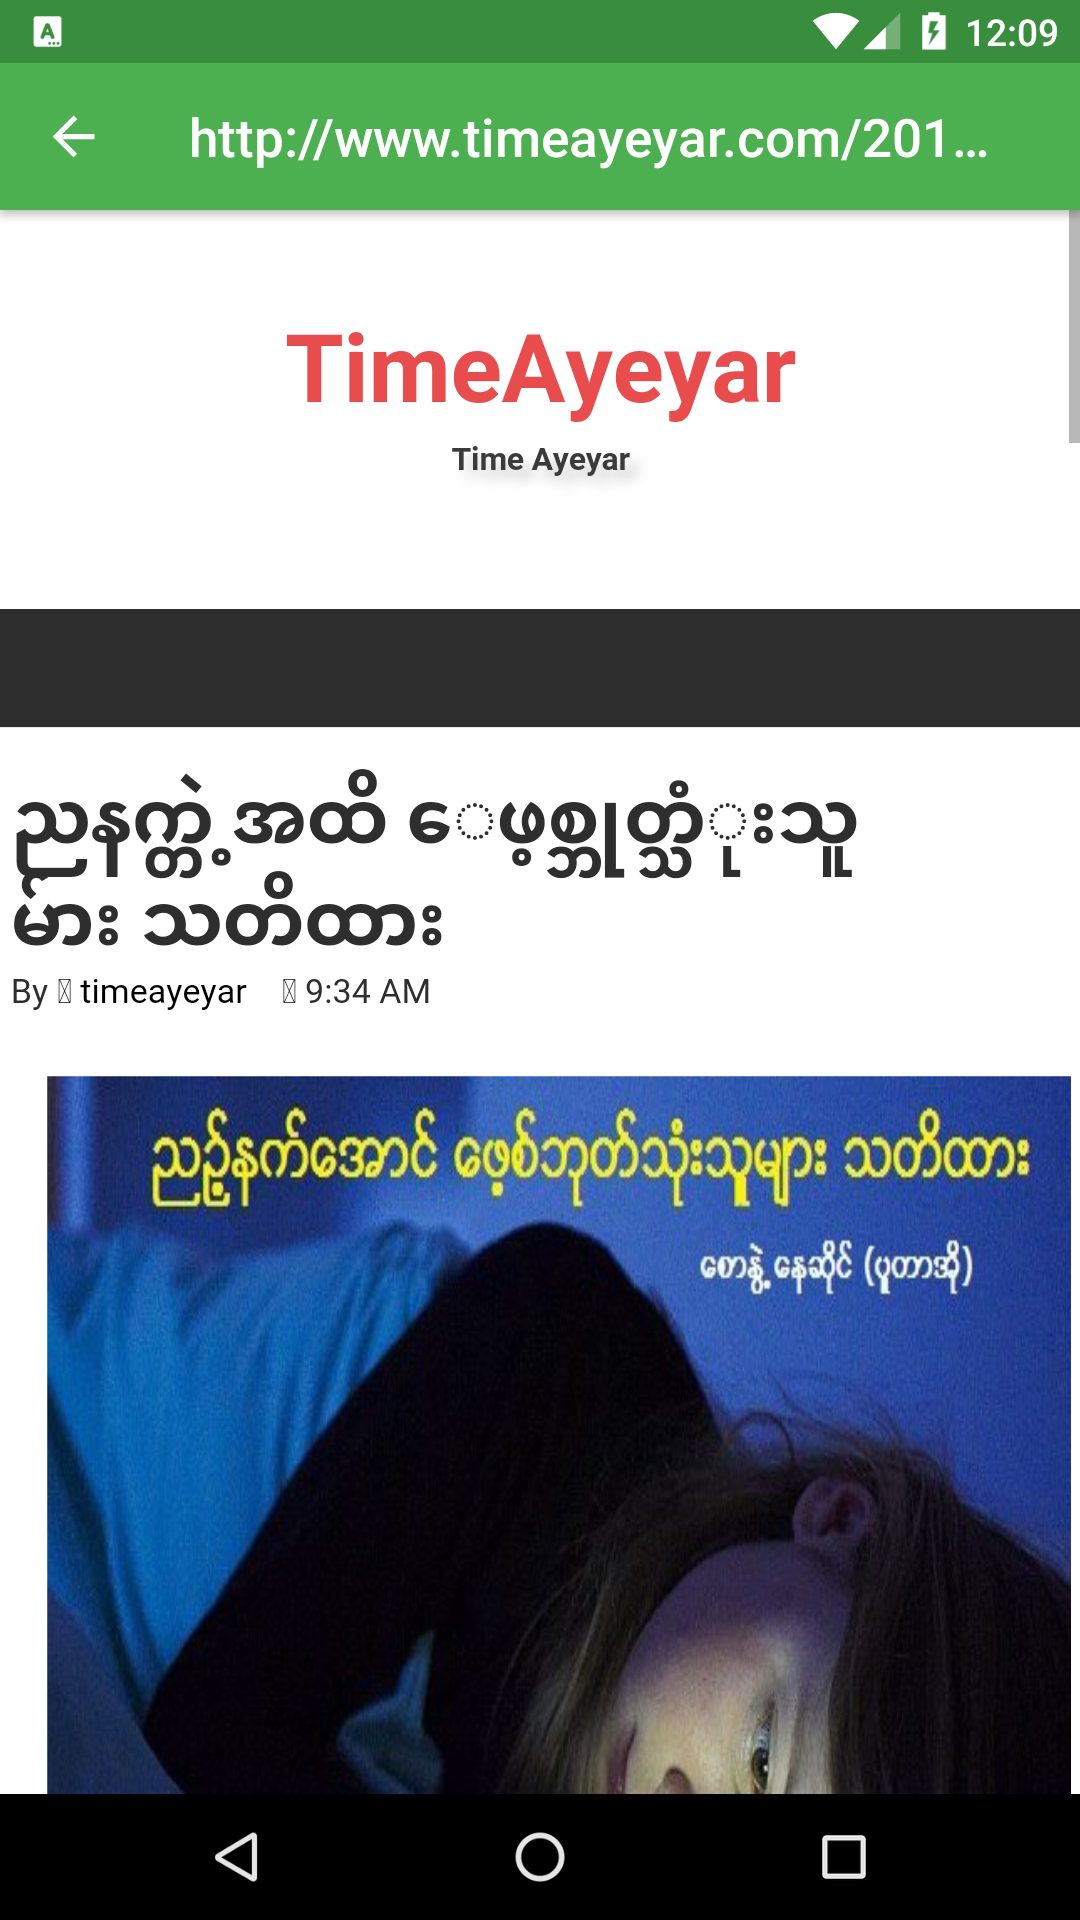 12:09
http://www.timeayeyar.com/201...
TimeAyeyar
Time Ayeyar
ညနက္တဲ့အထိ ေဖ့စ္ဘုတ္သံုးသူ
မ်ား သတိထား
By timeayeyar 9:34 AM
ညဉ့်နက်အောင် ဖေ့စ်ဘုတ်သုံးသူများ သတိထား
စောနွဲ့နေဆိုင် (ပူတာအို)